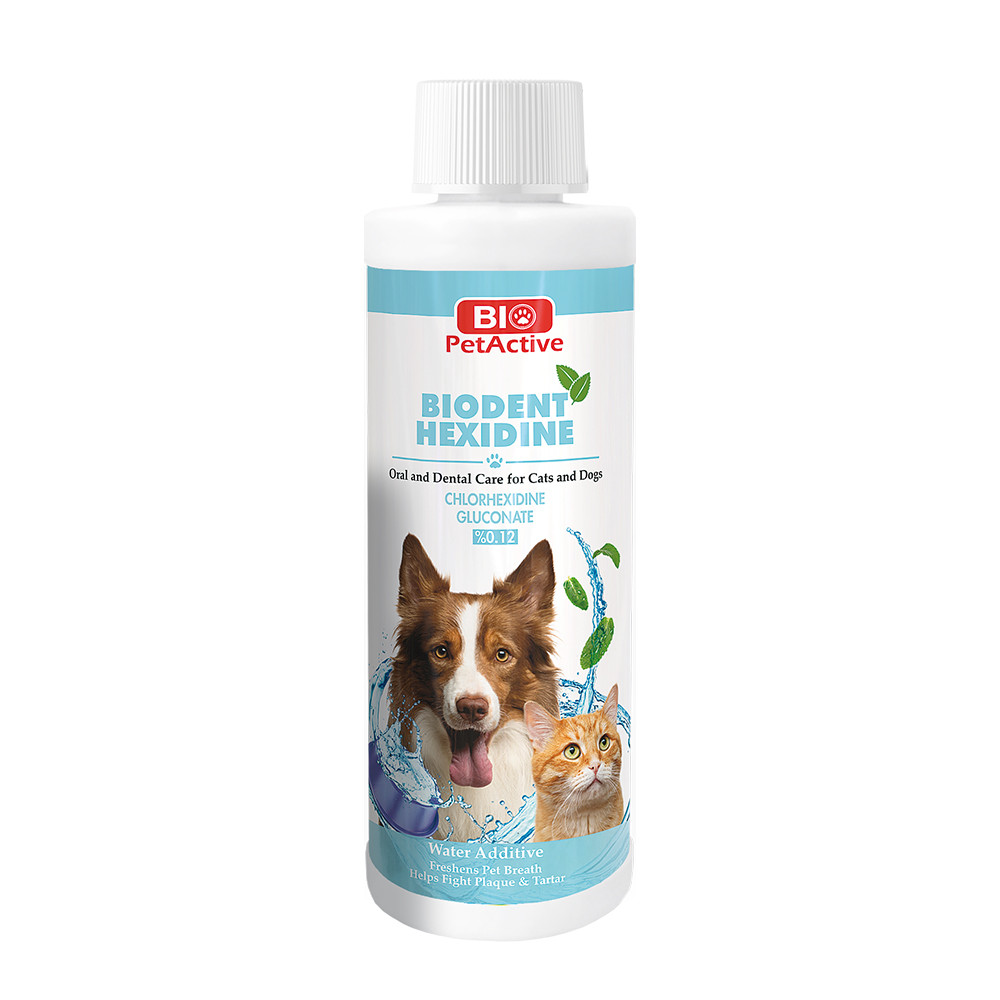 BIO
PetActive
BIODENT
HEXIDINE
Oral and Dental Care for Cats and Dogs
CHLORHEXIDINE
GLUCONATE
%0.12
Water Additive
Freshens Pet Breath
Helps Fight Plaque & Tartar